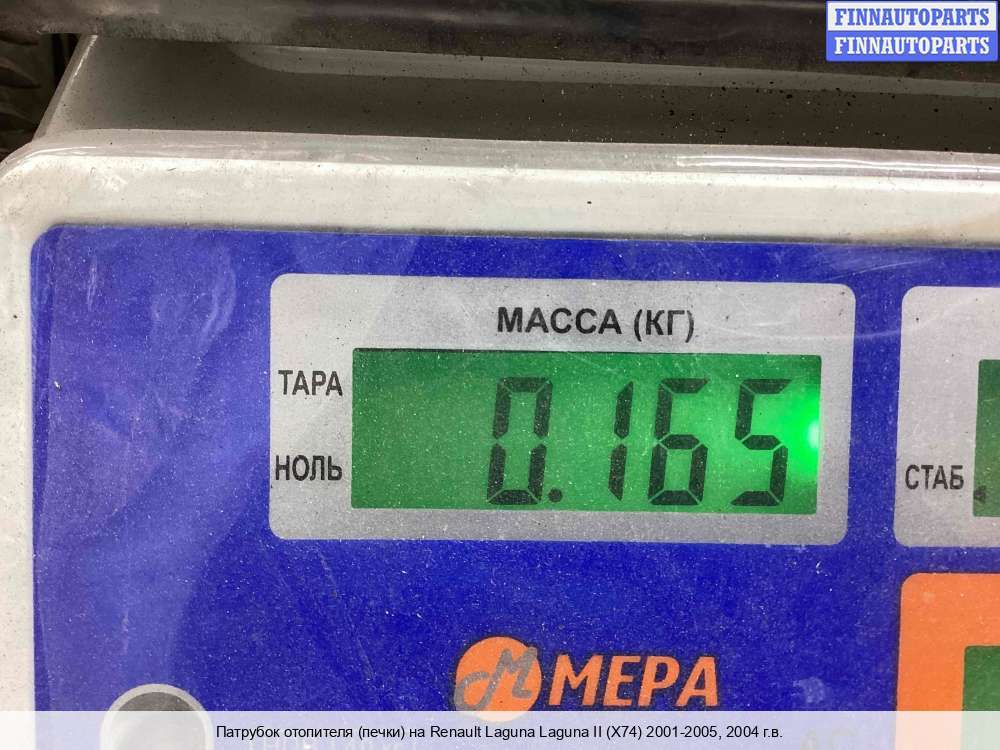 FINNAUTOPARTS
FINNAUTOPARTS
МАССА (КГ)
ТАРА
0.165
НОЛЬ
СТАБ
МЕРА
Патрубок отопителя (печки) на Renault Laguna Laguna II (X74) 2001-2005, 2004 г.в.